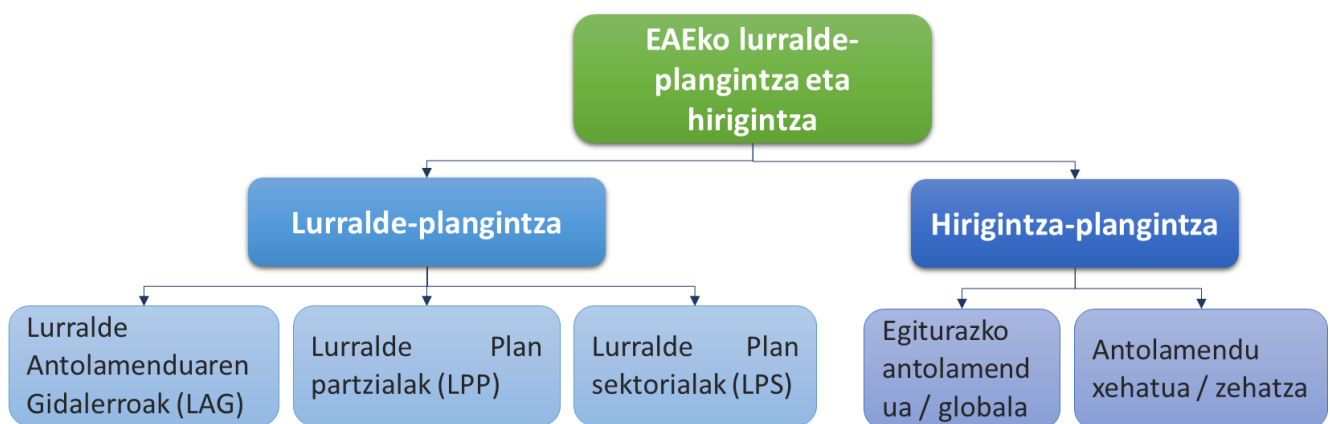 EAEko lurralde-
plangintza eta
hirigintza
Lurralde-plangintza
Hirigintza-plangintza
Lurralde
Antolamenduaren
Gidalerroak (LAG)
Lurralde Plan
partzialak (LPP)
Lurralde Plan
sektorialak (LPS)
Egiturazko
antolamend
ua / globala
Antolamendu
xehatua / zehatza